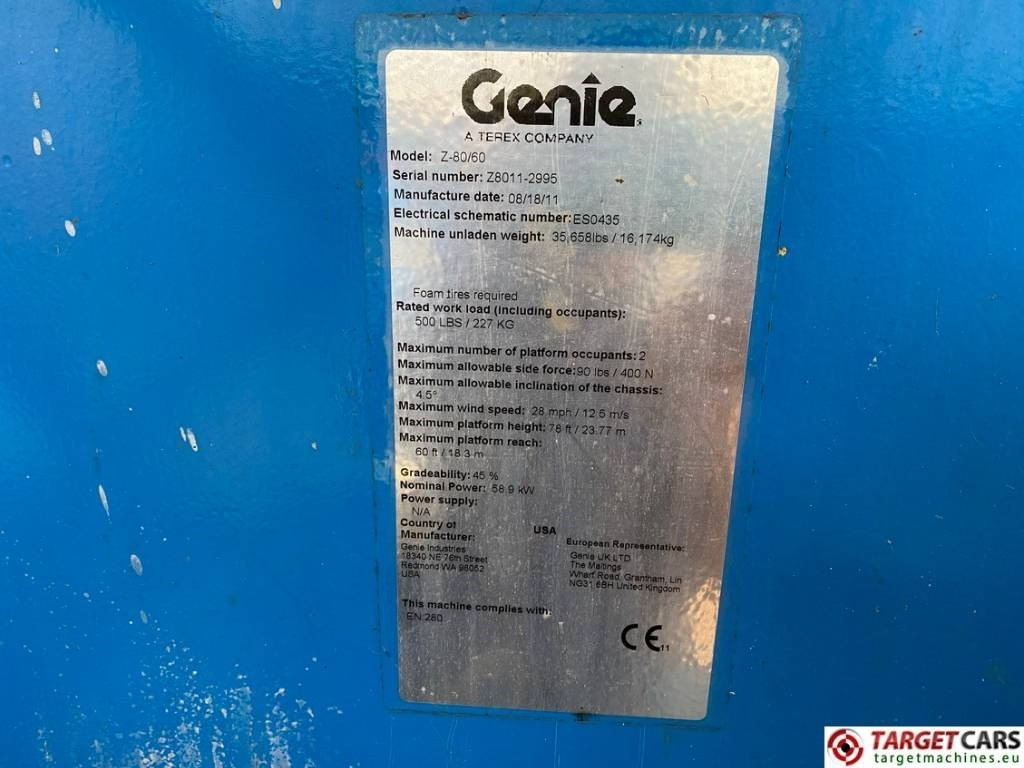 Genie
A TEREX COMPANY
Model: Z-80/60
Serial number: Z8011-2995
Manufacture date: 08/18/11
Electrical schematic number: ES0435
Machine unladen weight: 35,658lbs / 16,174kg
Foam tires required
Rated work load (including occupants):
500 LBS / 227 KG
Maximum number of platform occupants: 2
Maximum allowable side force: 90 lbs / 400 N
Maximum allowable inclination of the chassis:
4.5°
Maximum wind speed: 28 mph / 12.5 m/s
Maximum platform height: 78 ft / 23.77 m
Maximum platform reach:
60 ft / 18.3 m
Gradeability: 45 %
Nominal Power: 58.9 kW
Power supply:
N/A
Country of
Manufacturer:
USA
Genie Industries
18340 NE 76th Street
Redmond WA 98052
USA
European Representative:
Genie UK LTD
The Maltings
Wharf Road, Grantham, Lin
NG31 6BH United Kingdom
This machine complies with:
EN 280
CE 11
TARGETCARS
targetmachines.eu